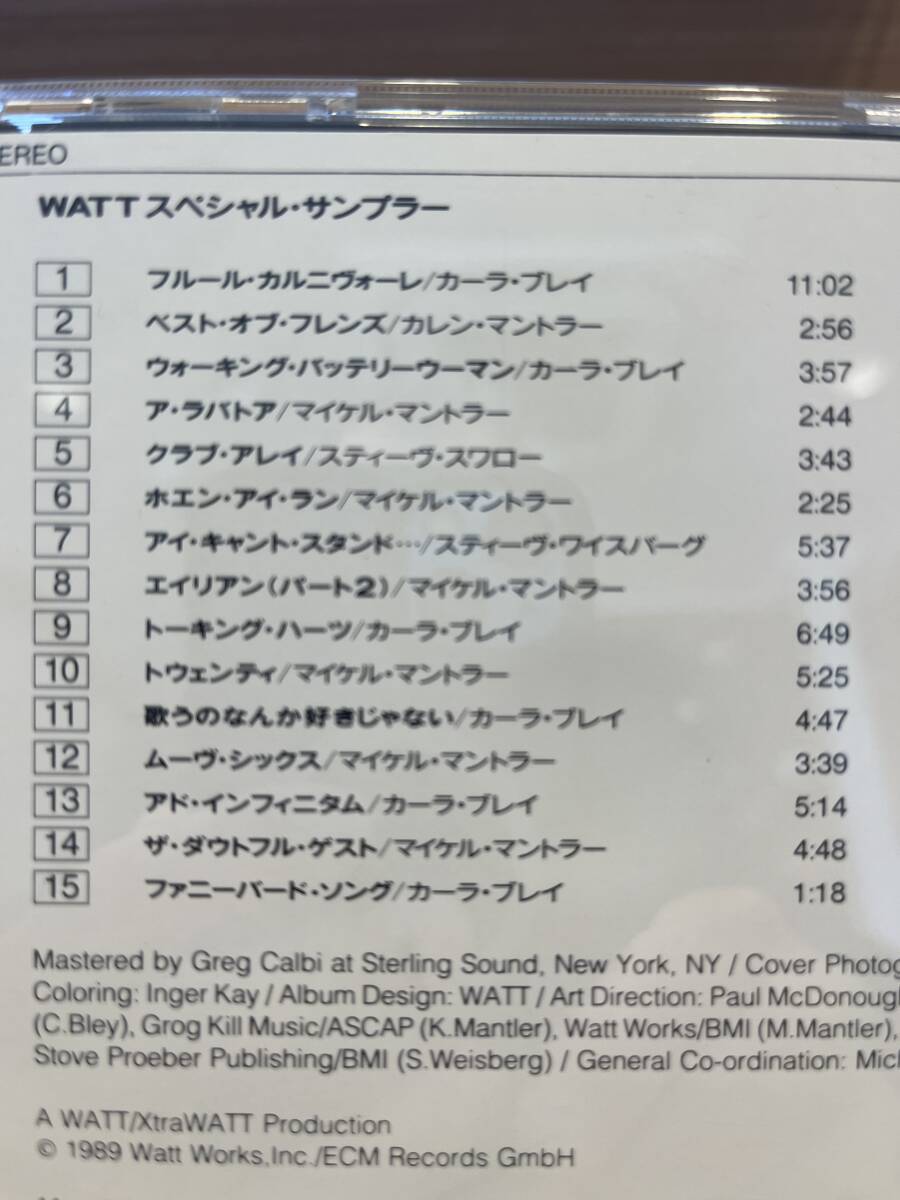 EREO
WATTスペシャル・サンプラー
1 フルール・カルニヴォーレ/カーラ・ブレイ 11:02
2 ベスト・オブ・フレンズ/カレン・マントラー 2:56
3 ウォーキング・バッテリーウーマン/カーラ・ブレイ 3:57
4 ア・ラバトア/マイケル・マントラー 2:44
5 クラブ・アレイ/スティーヴ・スワロー 3:43
6 ホエン・アイ・ラン/マイケル・マントラー 2:25
7 アイ・キャント・スタンド…/スティーヴ・ワイスバーグ 5:37
8 エイリアン(パート2)/マイケル・マントラー 3:56
9 トーキング・ハーツ/カーラ・ブレイ 6:49
10 トウェンティ/マイケル・マントラー 5:25
11 歌うのなんか好きじゃない/カーラ・ブレイ 4:47
12 ムーヴ・シックス/マイケル・マントラー 3:39
13 アド・インフィニタム/カーラ・ブレイ 5:14
14 ザ・ダウトフル・ゲスト/マイケル・マントラー 4:48
15 ファニーバード・ソング/カーラ・ブレイ 1:18
Mastered by Greg Calbi at Sterling Sound, New York, NY / Cover Photog
Coloring: Inger Kay / Album Design: WATT / Art Direction: Paul McDonough
(C.Bley), Grog Kill Music/ASCAP (K.Mantler), Watt Works/BMI (M.Mantler),
Stove Proeber Publishing/BMI (S.Weisberg) / General Co-ordination: Mich
A WATT/XtraWATT Production
© 1989 Watt Works,Inc./ECM Records GmbH